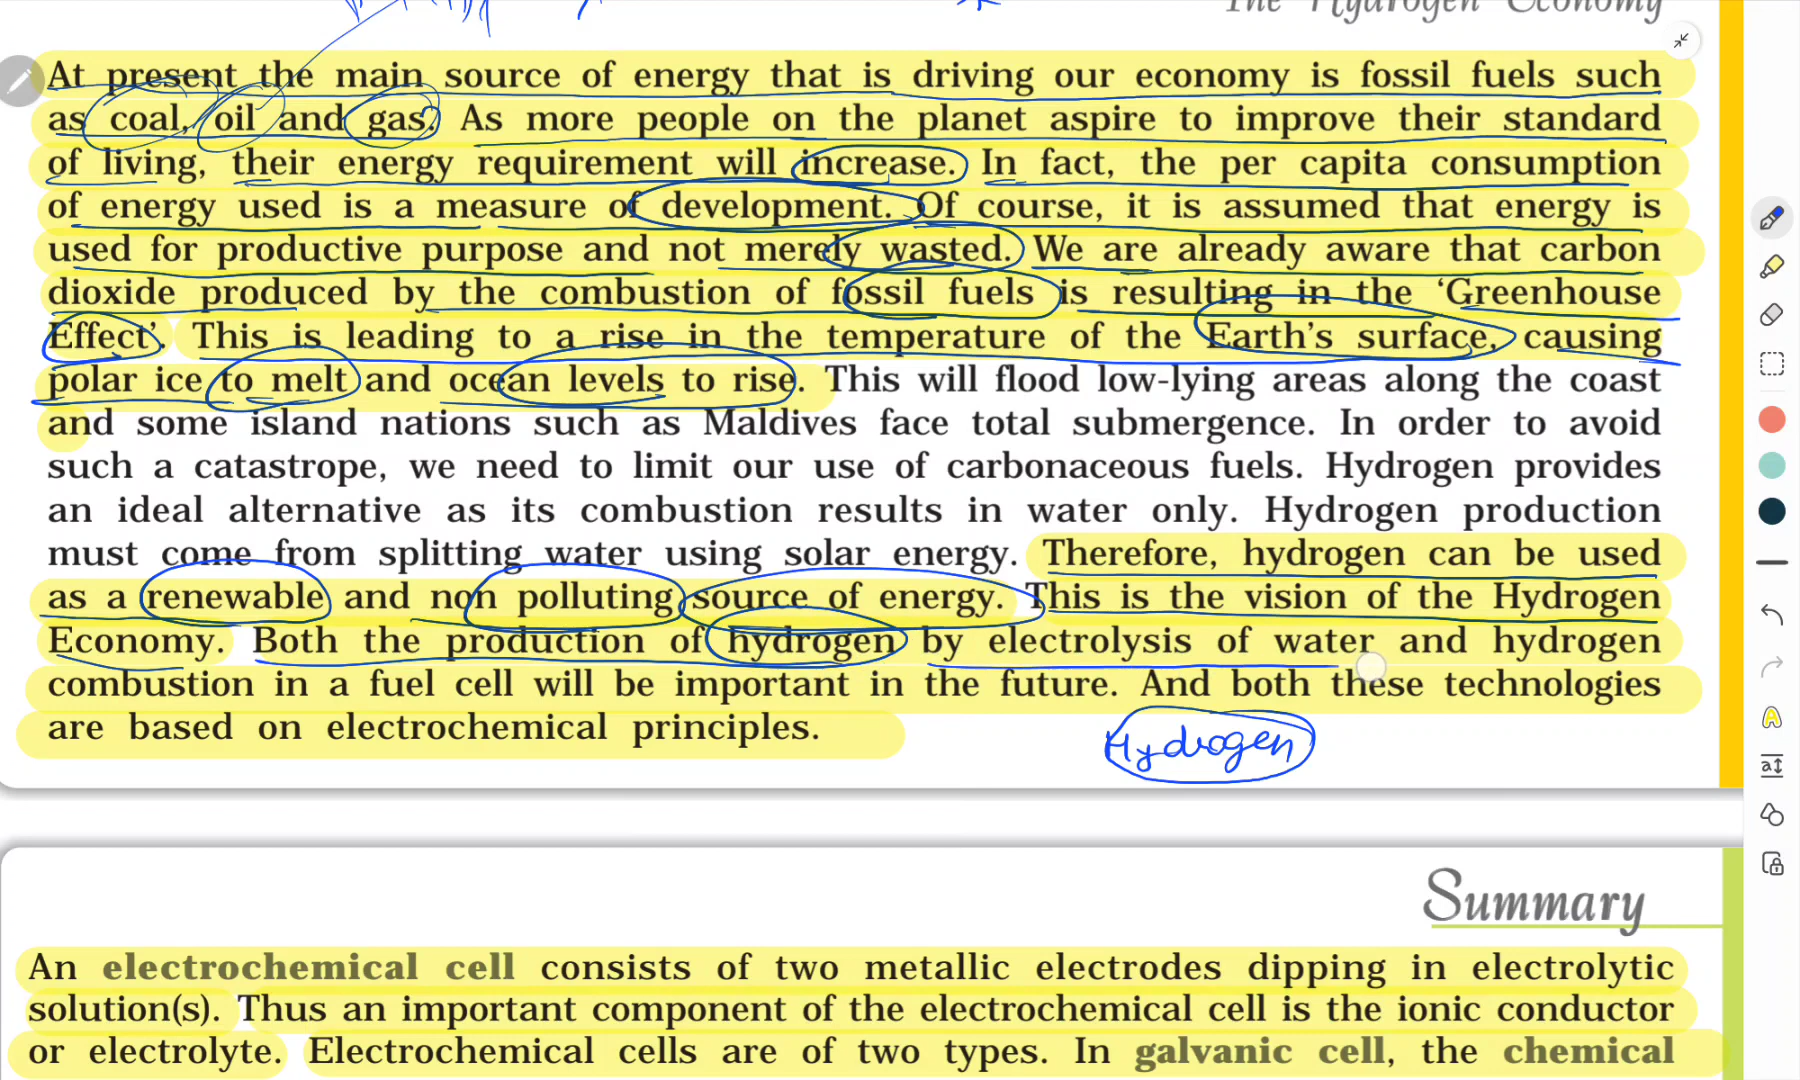 The Hydrogen Economy
At present the main source of energy that is driving our economy is fossil fuels such
as coal, oil and gas. As more people on the planet aspire to improve their standard
of living, their energy requirement will increase. In fact, the per capita consumption
of energy used is a measure of development. Of course, it is assumed that energy is
used for productive purpose and not merely wasted. We are already aware that carbon
dioxide produced by the combustion of fossil fuels is resulting in the ‘Greenhouse
Effect’. This is leading to a rise in the temperature of the Earth’s surface, causing
polar ice to melt and ocean levels to rise. This will flood low-lying areas along the coast
and some island nations such as Maldives face total submergence. In order to avoid
such a catastrope, we need to limit our use of carbonaceous fuels. Hydrogen provides
an ideal alternative as its combustion results in water only. Hydrogen production
must come from splitting water using solar energy. Therefore, hydrogen can be used
as a renewable and non polluting source of energy. This is the vision of the Hydrogen
Economy. Both the production of hydrogen by electrolysis of water and hydrogen
combustion in a fuel cell will be important in the future. And both these technologies
are based on electrochemical principles.
Hydrogen
Summary
An electrochemical cell consists of two metallic electrodes dipping in electrolytic
solution(s). Thus an important component of the electrochemical cell is the ionic conductor
or electrolyte. Electrochemical cells are of two types. In galvanic cell, the chemical